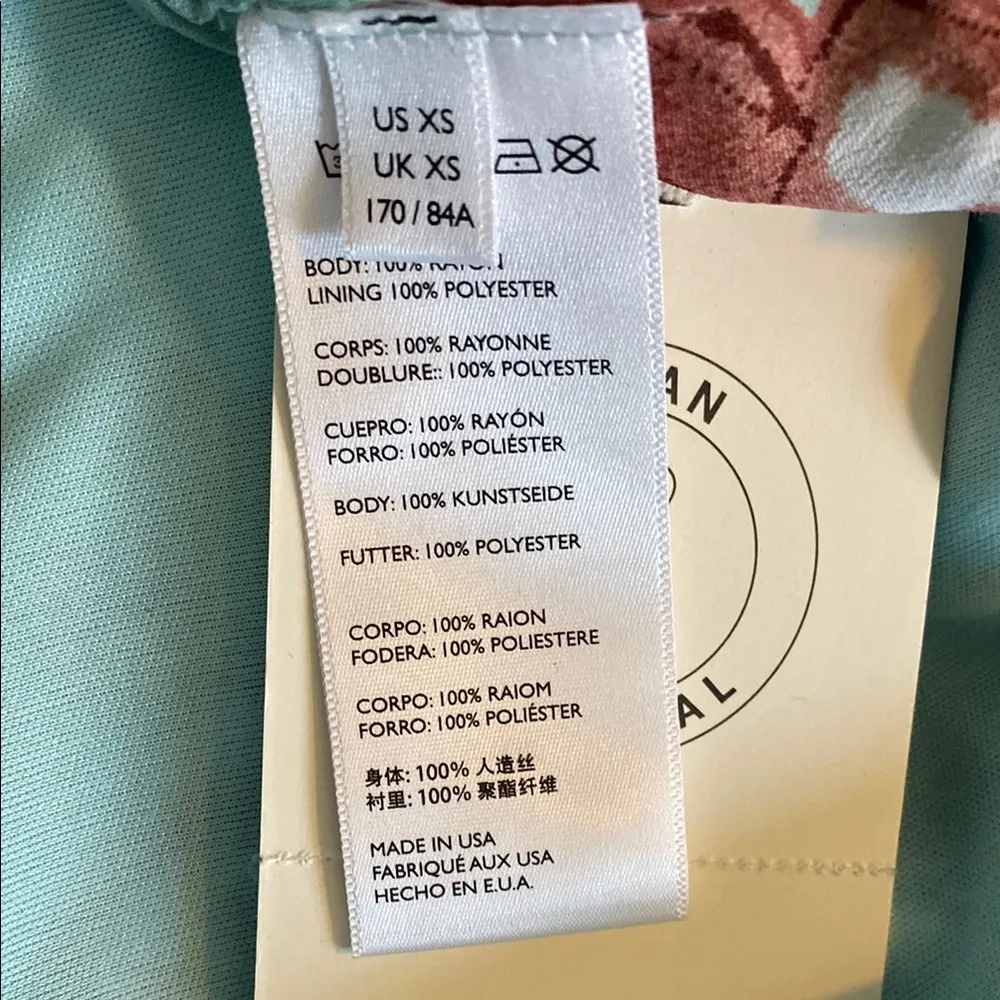 US XS
UK XS
170 / 84A
BODY: 100% RAYON
LINING 100% POLYESTER
CORPS: 100% RAYONNE
DOUBLURE:: 100% POLYESTER
CUEPRO: 100% RAYÓN
FORRO: 100% POLIÉSTER
BODY: 100% KUNSTSEIDE
FUTTER: 100% POLYESTER
CORPO: 100% RAION
FODERA: 100% POLIESTERE
CORPO: 100% RAIOM
FORRO: 100% POLIÉSTER
身体: 100% 人造丝
衬里: 100% 聚酯纤维
MADE IN USA
FABRIQUÉ AUX USA
HECHO EN E.U.A.